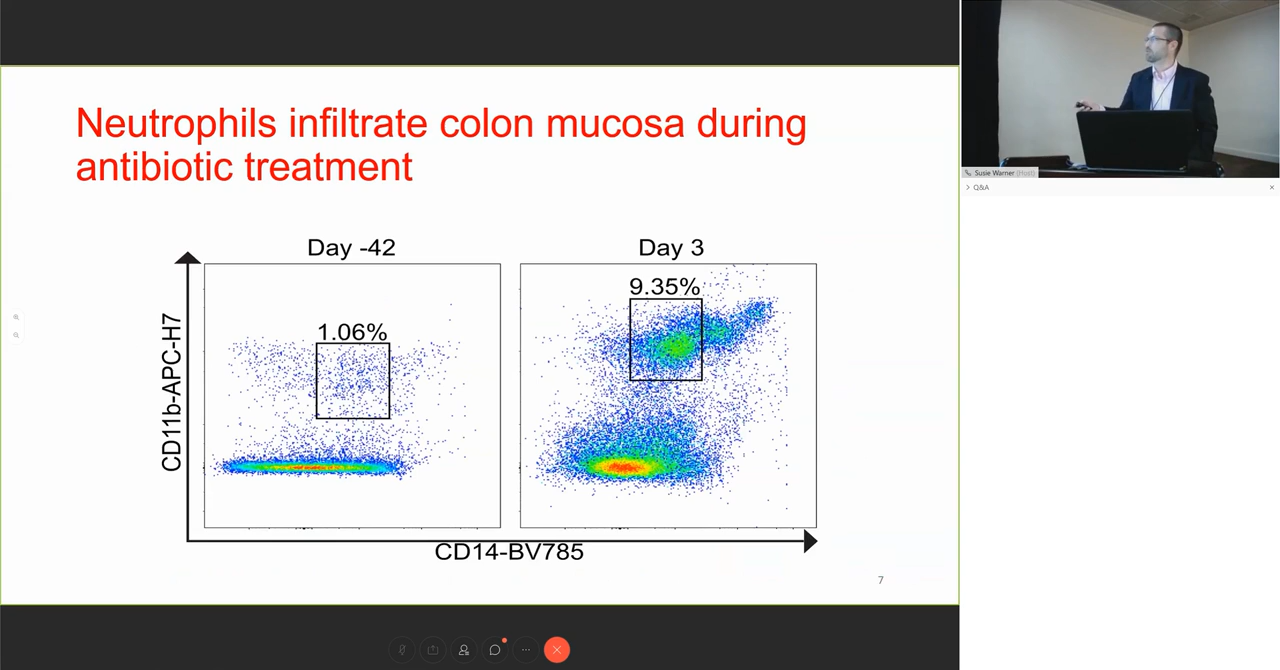 Neutrophils infiltrate colon mucosa during
antibiotic treatment
Day -42
Day 3
1.06%
9.35%
CD11b-APC-H7
CD14-BV785
7
Susie Warner (Host)
Q&A